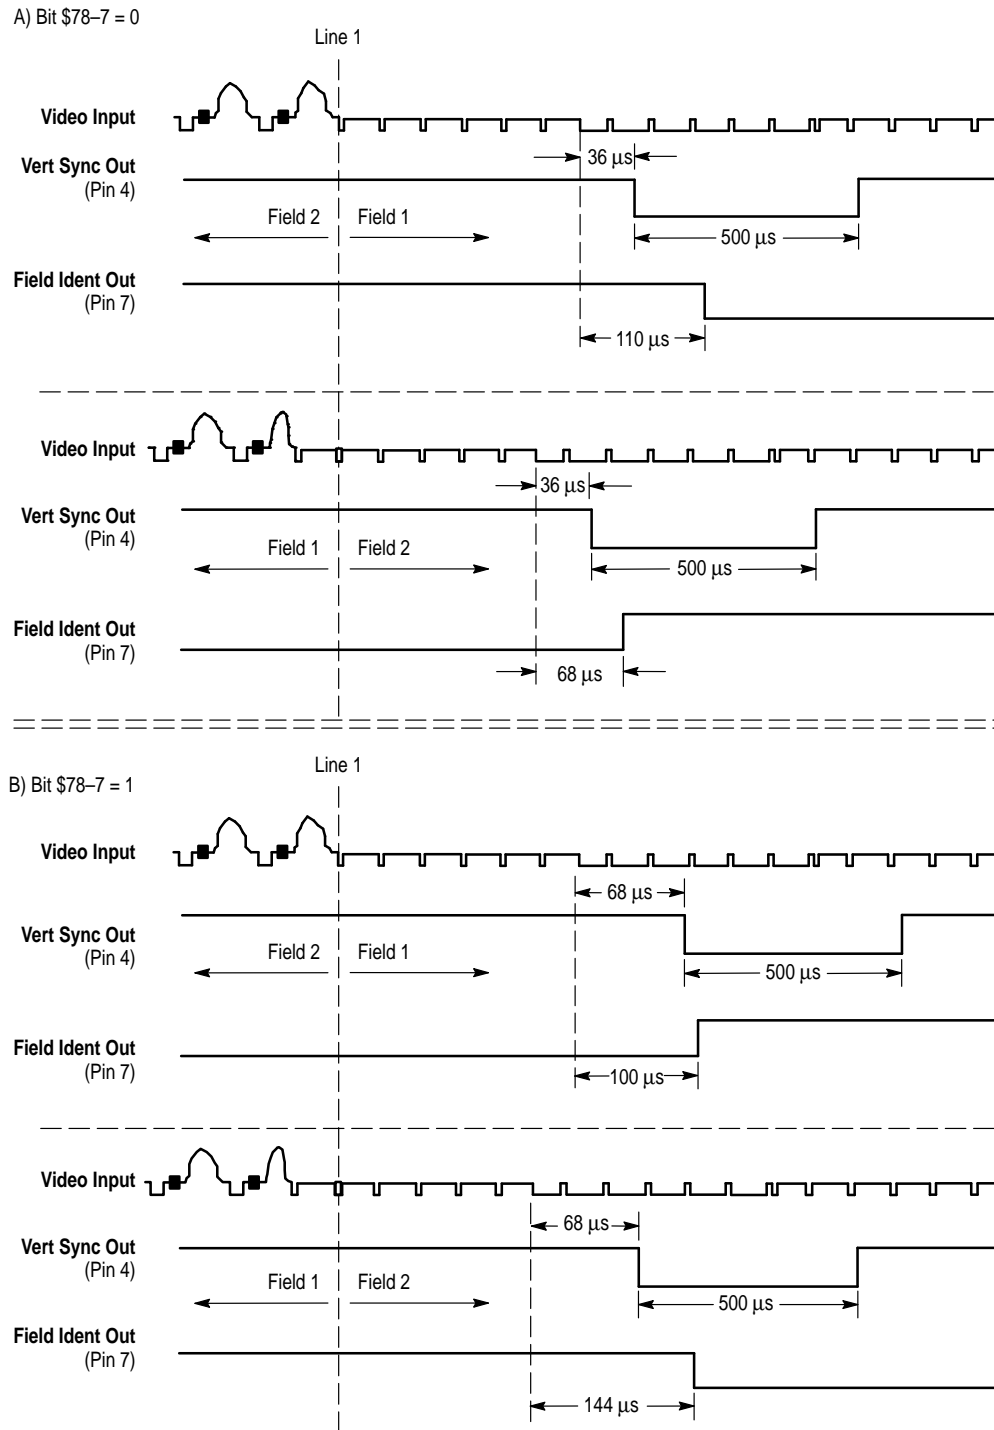 A) Bit $78–7 = 0
Line 1
Video Input
36 μs
Vert Sync Out
(Pin 4)
Field 2 Field 1
500 μs
Field Ident Out
(Pin 7)
110 μs
Video Input
36 μs
Vert Sync Out
(Pin 4)
Field 1 Field 2
500 μs
Field Ident Out
(Pin 7)
68 μs
Line 1
B) Bit $78–7 = 1
Video Input
68 μs
Vert Sync Out
(Pin 4)
Field 2 Field 1
500 μs
Field Ident Out
(Pin 7)
100 μs
Video Input
68 μs
Vert Sync Out
(Pin 4)
Field 1 Field 2
500 μs
Field Ident Out
(Pin 7)
144 μs